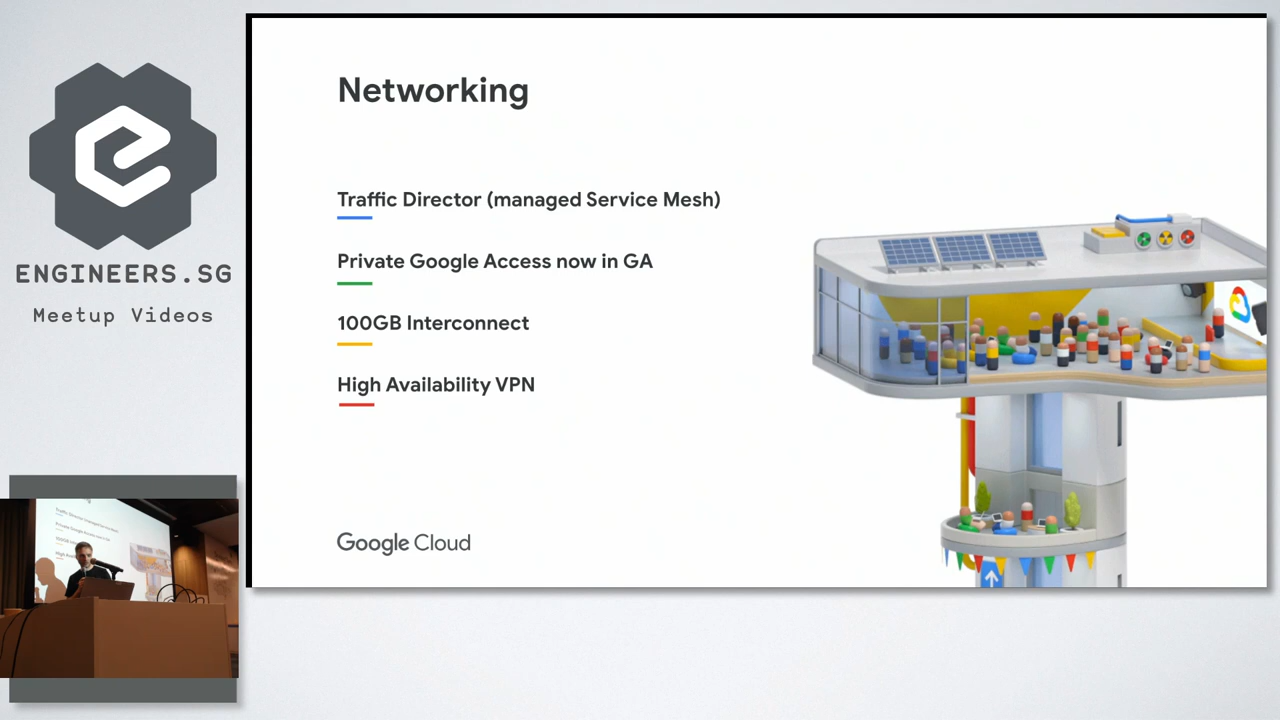 ENGINEERS.SG
Meetup Videos
Networking
Traffic Director (managed Service Mesh)
Private Google Access now in GA
100GB Interconnect
High Availability VPN
Google Cloud